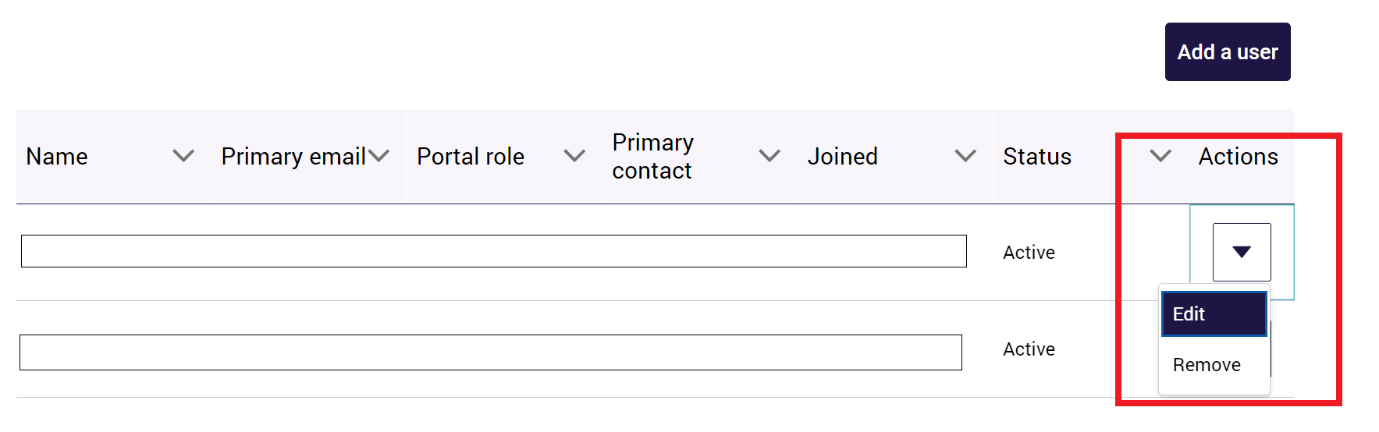 Add a user
Name Primary email Portal role Primary contact Joined Status Actions
Active
Edit
Active
Remove